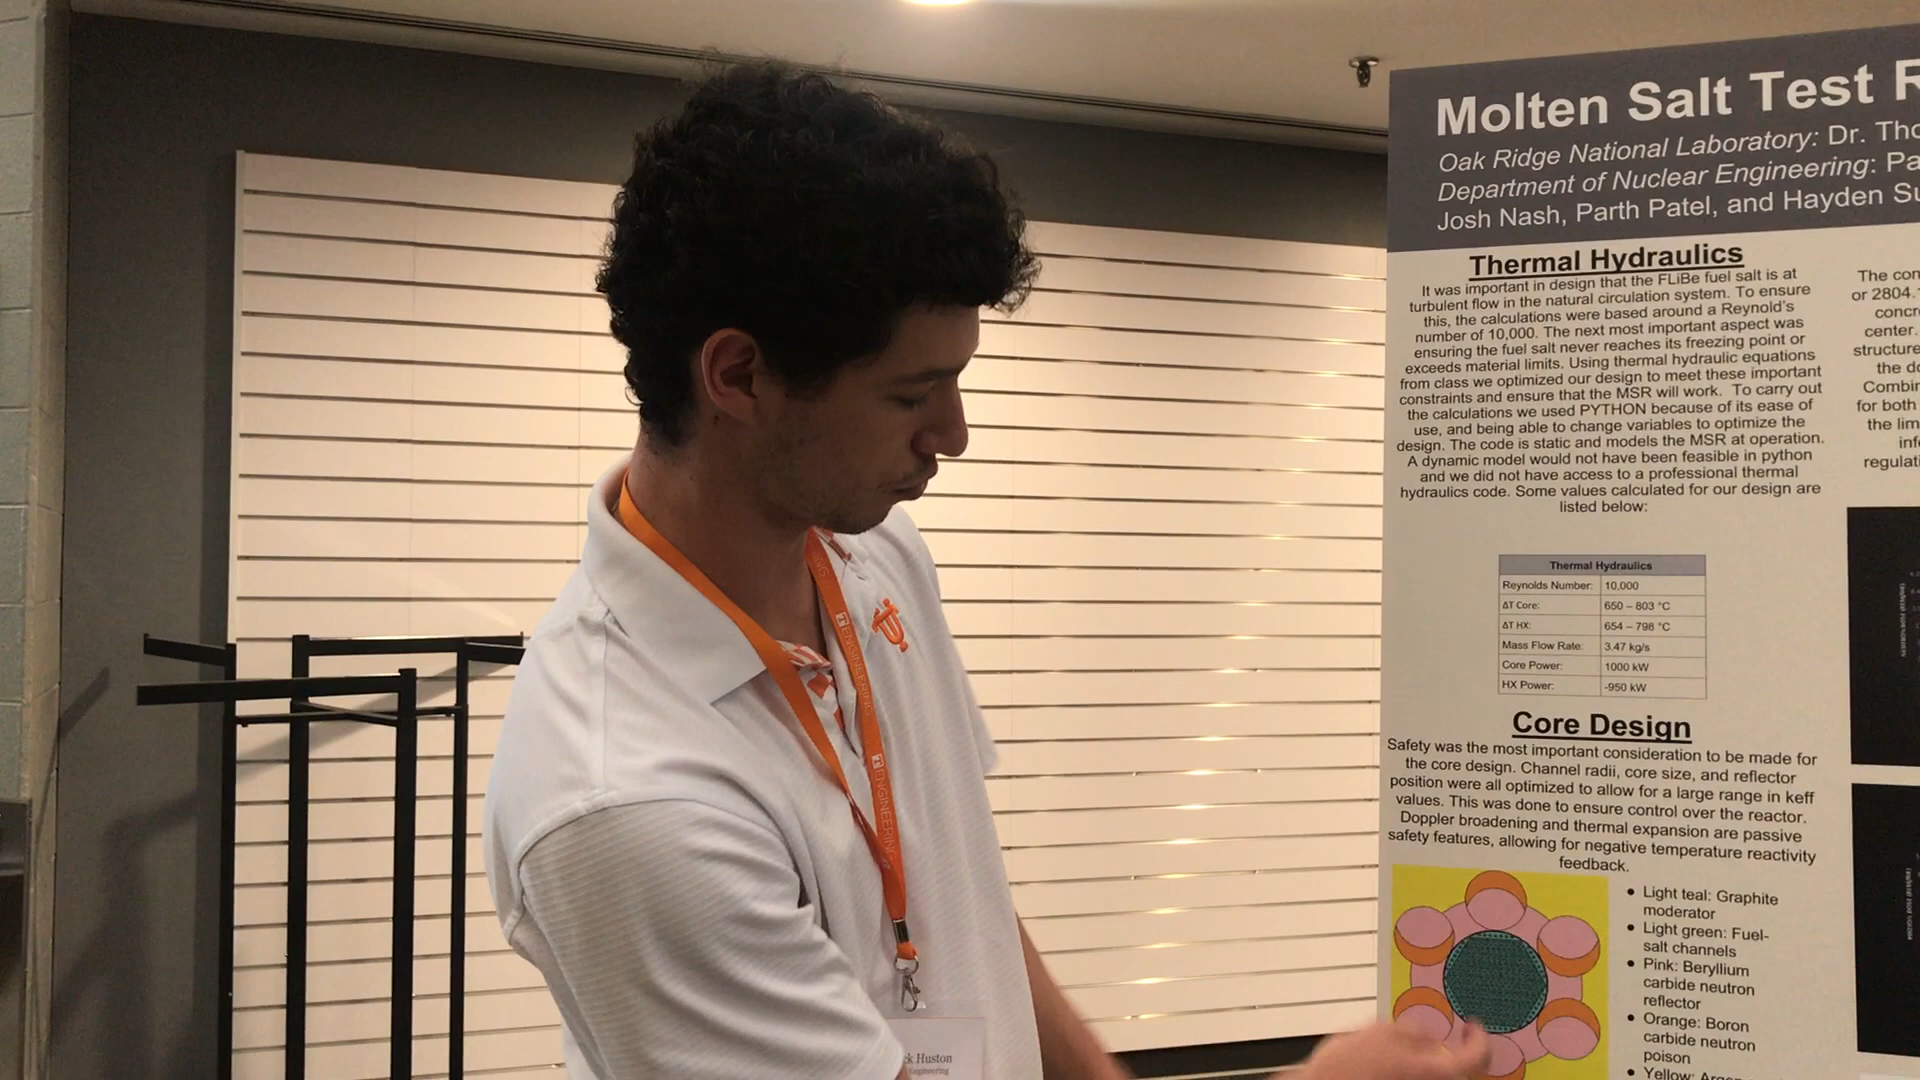 Molten Salt Test R
Oak Ridge National Laboratory: Dr. Tho
Department of Nuclear Engineering: Pa
Josh Nash, Parth Patel, and Hayden Su
Thermal Hydraulics
It was important in design that the FLiBe fuel salt is at
turbulent flow in the natural circulation system. To ensure
this, the calculations were based around a Reynold's
number of 10,000. The next most important aspect was
ensuring the fuel salt never reaches its freezing point or
exceeds material limits. Using thermal hydraulic equations
from class we optimized our design to meet these important
constraints and ensure that the MSR will work. To carry out
the calculations we used PYTHON because of its ease of
use, and being able to change variables to optimize the
design. The code is static and models the MSR at operation.
A dynamic model would not have been feasible in python
and we did not have access to a professional thermal
hydraulics code. Some values calculated for our design are
listed below:
Thermal Hydraulics
Reynolds Number: 10,000
ΔT Core: 650 – 803 °C
ΔT HX: 654 – 798 °C
Mass Flow Rate: 3.47 kg/s
Core Power: 1000 kW
HX Power: -950 kW
Core Design
Safety was the most important consideration to be made for
the core design. Channel radii, core size, and reflector
position were all optimized to allow for a large range in keff
values. This was done to ensure control over the reactor.
Doppler broadening and thermal expansion are passive
safety features, allowing for negative temperature reactivity
feedback.
• Light teal: Graphite
moderator
• Light green: Fuel-
salt channels
• Pink: Beryllium
carbide neutron
reflector
• Orange: Boron
carbide neutron
poison
• Yellow:
The con
or 2804.
concr
center.
structure
the do
Combin
for both
the lim
inf
regulati
UT
ING
T ENGINEERING
T ENGINEERING
ck Huston
Engineering